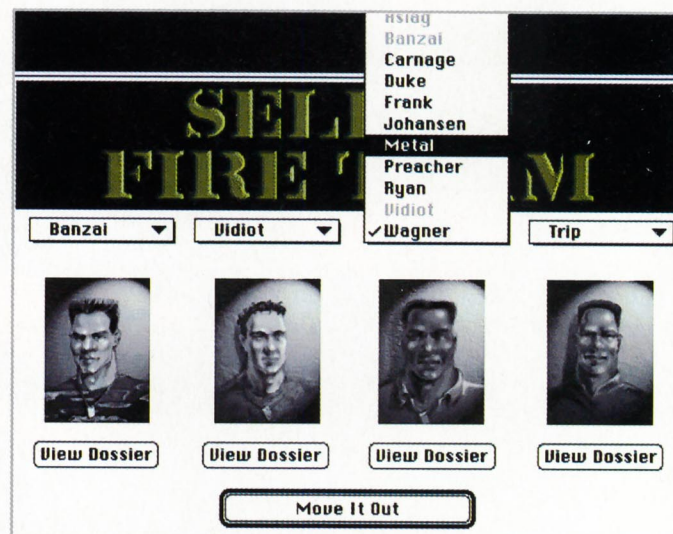 Asiag
Banzai
Carnage
Duke
Frank
Johansen
Metal
Preacher
Ryan
Vidiot
✓Wagner
SEL
FIRE T M
Banzai
Vidiot
Trip
View Dossier
View Dossier
View Dossier
View Dossier
Move It Out